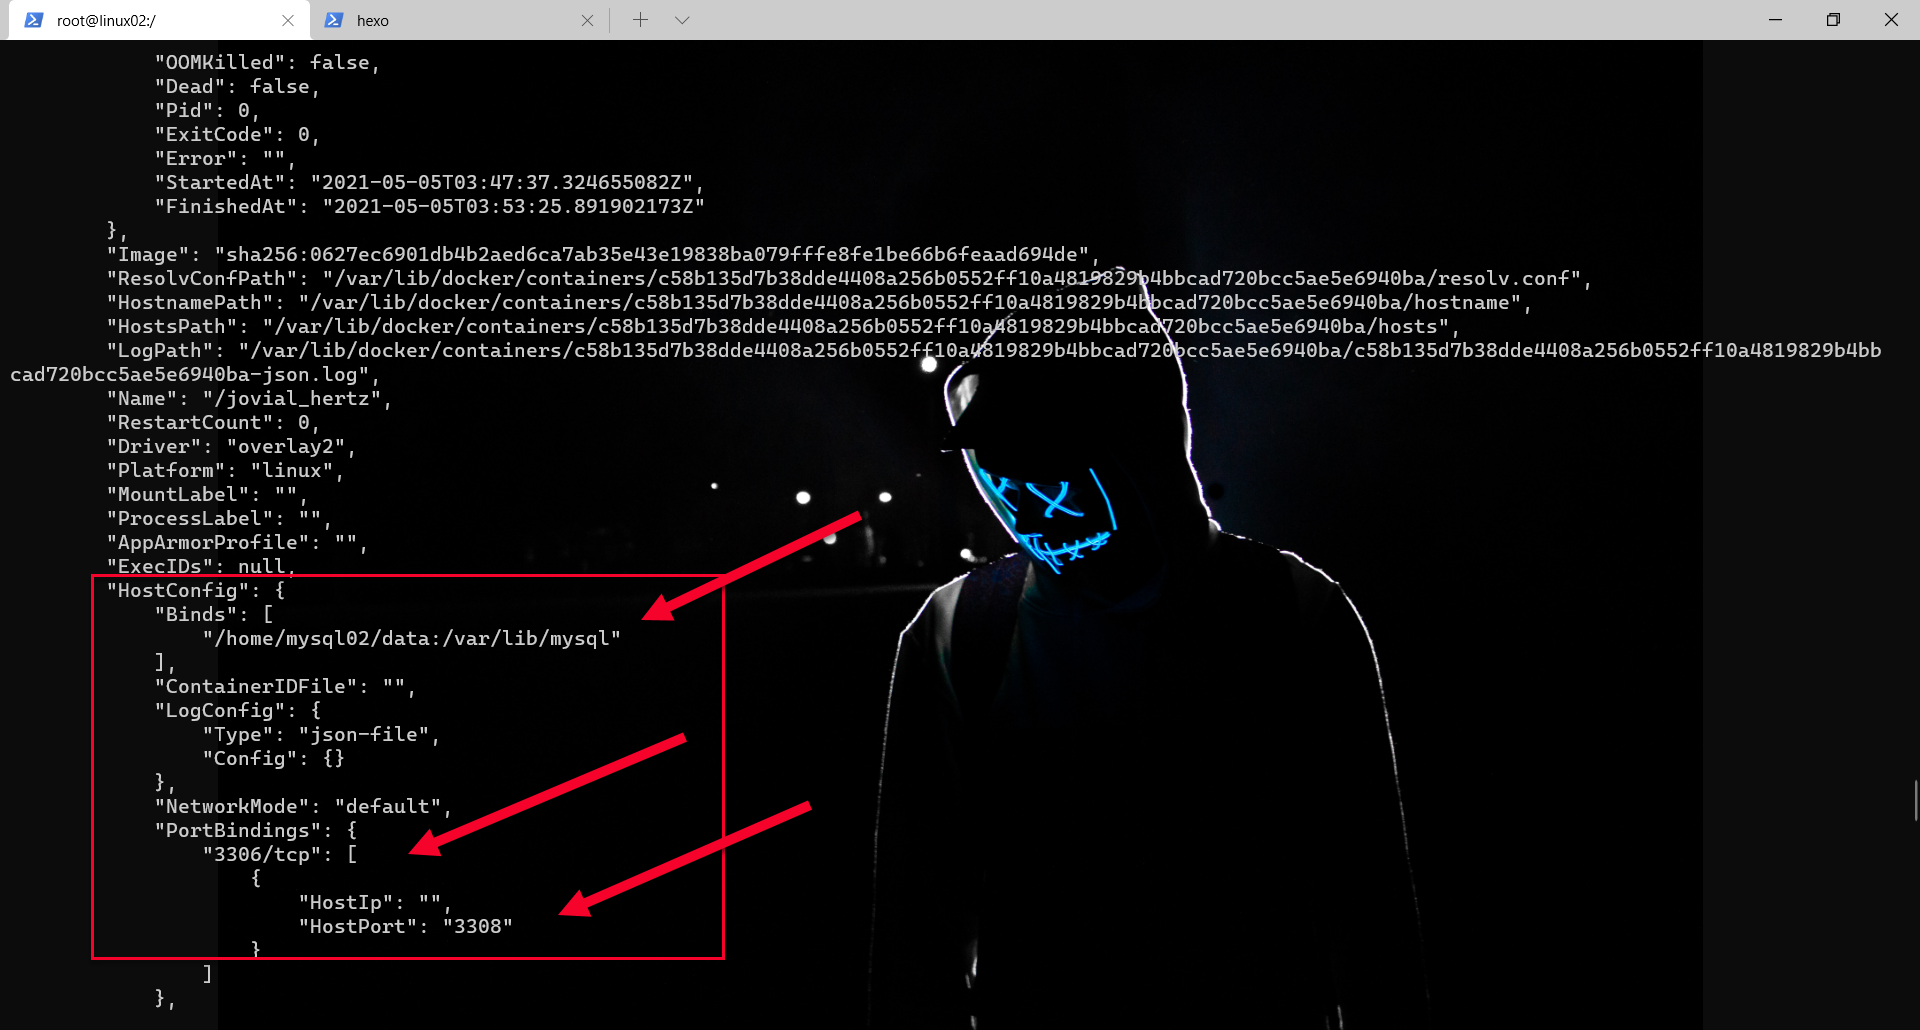 root@linux02:/
hexo
"OOMKilled": false,
"Dead": false,
"Pid": 0,
"ExitCode": 0,
"Error": "",
"StartedAt": "2021-05-05T03:47:37.324655082Z",
"FinishedAt": "2021-05-05T03:53:25.891902173Z"
},
"Image": "sha256:0627ec6901db4b2aed6ca7ab35e43e19838ba079fffe8fe1be66b6feaad694de",
"ResolvConfPath": "/var/lib/docker/containers/c58b135d7b38dde4408a256b0552ff10a4819829b4bbcad720bcc5ae5e6940ba/resolv.conf",
"HostnamePath": "/var/lib/docker/containers/c58b135d7b38dde4408a256b0552ff10a4819829b4bbcad720bcc5ae5e6940ba/hostname",
"HostsPath": "/var/lib/docker/containers/c58b135d7b38dde4408a256b0552ff10a4819829b4bbcad720bcc5ae5e6940ba/hosts",
"LogPath": "/var/lib/docker/containers/c58b135d7b38dde4408a256b0552ff10a4819829b4bbcad720bcc5ae5e6940ba/c58b135d7b38dde4408a256b0552ff10a4819829b4bb
cad720bcc5ae5e6940ba-json.log",
"Name": "/jovial_hertz",
"RestartCount": 0,
"Driver": "overlay2",
"Platform": "linux",
"MountLabel": "",
"ProcessLabel": "",
"AppArmorProfile": "",
"ExecIDs": null,
"HostConfig": {
"Binds": [
"/home/mysql02/data:/var/lib/mysql"
],
"ContainerIDFile": "",
"LogConfig": {
"Type": "json-file",
"Config": {}
},
"NetworkMode": "default",
"PortBindings": {
"3306/tcp": [
{
"HostIp": "",
"HostPort": "3308"
}
]
},